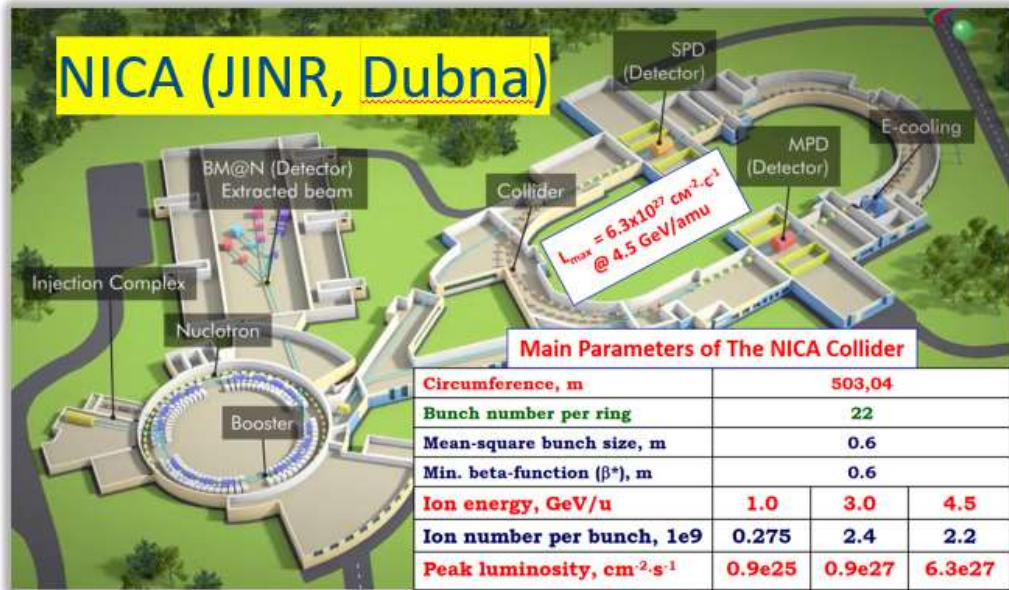 NICA (JINR, Dubna)
SPD
(Detector)
E-cooling
MPD
(Detector)
BM@N (Detector)
Extracted beam
Collider
Lmax = 6.3x10²⁷ см⁻²·с⁻¹
@ 4.5 GeV/amu
Injection Complex
Nuclotron
Booster
Main Parameters of The NICA Collider
Circumference, m 503,04
Bunch number per ring 22
Mean-square bunch size, m 0.6
Min. beta-function (β*), m 0.6
Ion energy, GeV/u 1.0 3.0 4.5
Ion number per bunch, 1e9 0.275 2.4 2.2
Peak luminosity, cm⁻²·s⁻¹ 0.9e25 0.9e27 6.3e27